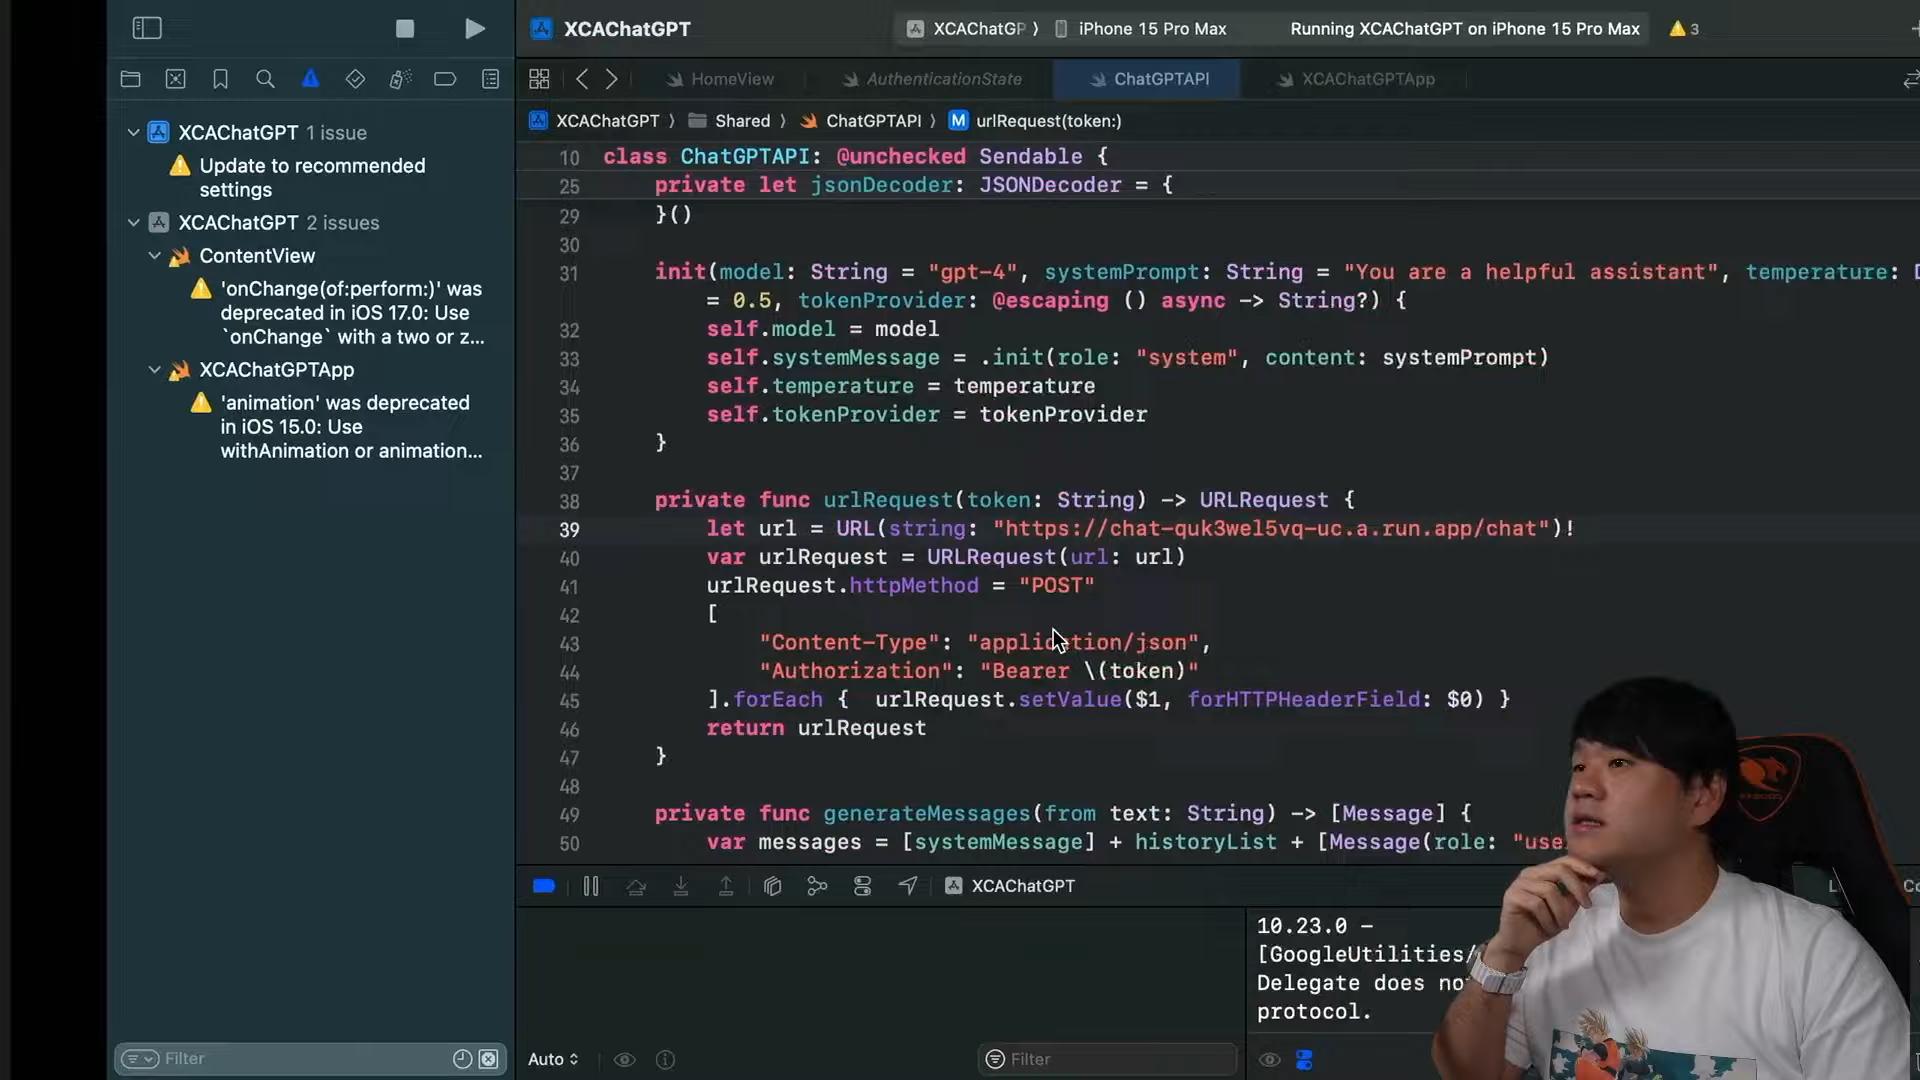 XCAChatGPT
XCAChatGP
iPhone 15 Pro Max
Running XCAChatGPT on iPhone 15 Pro Max
3
HomeView
AuthenticationState
ChatGPTAPI
XCAChatGPTApp
XCAChatGPT
Shared
ChatGPTAPI
M urlRequest(token:)
XCAChatGPT 1 issue
Update to recommended
settings
XCAChatGPT 2 issues
ContentView
'onChange(of:perform:)' was
deprecated in iOS 17.0: Use
`onChange` with a two or z...
XCAChatGPTApp
'animation' was deprecated
in iOS 15.0: Use
withAnimation or animation...
Filter
10 class ChatGPTAPI: @unchecked Sendable {
25 private let jsonDecoder: JSONDecoder = {
29 }()
30
31 init(model: String = "gpt-4", systemPrompt: String = "You are a helpful assistant", temperature:
= 0.5, tokenProvider: @escaping () async -> String?) {
32 self.model = model
33 self.systemMessage = .init(role: "system", content: systemPrompt)
34 self.temperature = temperature
35 self.tokenProvider = tokenProvider
36 }
37
38 private func urlRequest(token: String) -> URLRequest {
39 let url = URL(string: "https://chat-quk3wel5vq-uc.a.run.app/chat")!
40 var urlRequest = URLRequest(url: url)
41 urlRequest.httpMethod = "POST"
42 [
43 "Content-Type": "application/json",
44 "Authorization": "Bearer \(token)"
45 ].forEach { urlRequest.setValue($1, forHTTPHeaderField: $0) }
46 return urlRequest
47 }
48
49 private func generateMessages(from text: String) -> [Message] {
50 var messages = [systemMessage] + historyList + [Message(role: "use
XCAChatGPT
10.23.0 -
[GoogleUtilities/
Delegate does no
protocol.
Auto
Filter